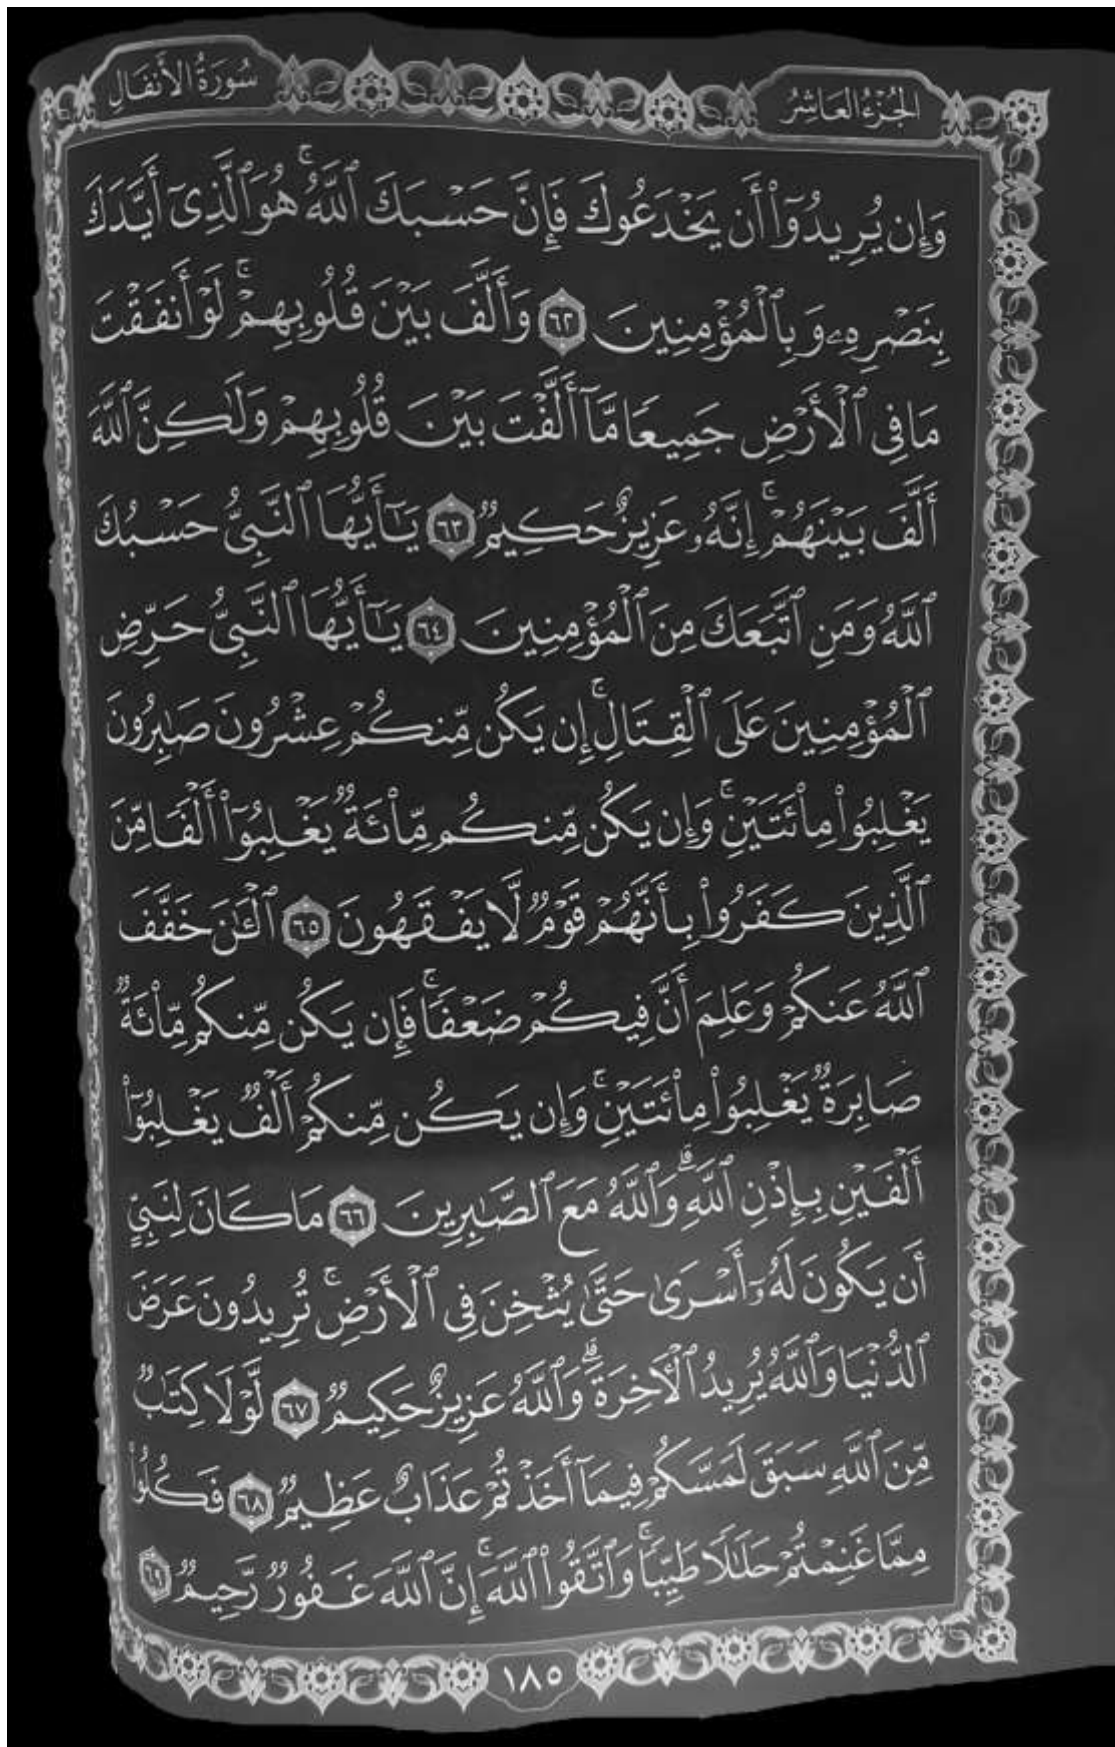 الجُزْءُ العَاشِرُ
سُورَةُ الأَنفَالِ
وَإِن يُرِيدُوٓاْ أَن يَخْدَعُوكَ فَإِنَّ حَسْبَكَ ٱللَّهُۚ هُوَ ٱلَّذِىٓ أَيَّدَكَ
بِنَصْرِهِۦ وَبِٱلْمُؤْمِنِينَ ٦٢ وَأَلَّفَ بَيْنَ قُلُوبِهِمْۚ لَوْ أَنفَقْتَ
مَا فِى ٱلْأَرْضِ جَمِيعًا مَّآ أَلَّفْتَ بَيْنَ قُلُوبِهِمْ وَلَٰكِنَّ ٱللَّهَ
أَلَّفَ بَيْنَهُمْۚ إِنَّهُۥ عَزِيزٌ حَكِيمٌ ٦٣ يَٰٓأَيُّهَا ٱلنَّبِىُّ حَسْبُكَ
ٱللَّهُ وَمَنِ ٱتَّبَعَكَ مِنَ ٱلْمُؤْمِنِينَ ٦٤ يَٰٓأَيُّهَا ٱلنَّبِىُّ حَرِّضِ
ٱلْمُؤْمِنِينَ عَلَى ٱلْقِتَالِۚ إِن يَكُن مِّنكُمْ عِشْرُونَ صَٰبِرُونَ
يَغْلِبُواْ مِاْئَتَيْنِۚ وَإِن يَكُن مِّنكُم مِّاْئَةٌ يَغْلِبُوٓاْ أَلْفًا مِّنَ
ٱلَّذِينَ كَفَرُواْ بِأَنَّهُمْ قَوْمٌ لَّا يَفْقَهُونَ ٦٥ ٱلْـَٰٔنَ خَفَّفَ
ٱللَّهُ عَنكُمْ وَعَلِمَ أَنَّ فِيكُمْ ضَعْفًاۚ فَإِن يَكُن مِّنكُم مِّاْئَةٌ
صَابِرَةٌ يَغْلِبُواْ مِاْئَتَيْنِۚ وَإِن يَكُن مِّنكُمْ أَلْفٌ يَغْلِبُوٓاْ
أَلْفَيْنِ بِإِذْنِ ٱللَّهِۗ وَٱللَّهُ مَعَ ٱلصَّٰبِرِينَ ٦٦ مَا كَانَ لِنَبِىٍّ
أَن يَكُونَ لَهُۥٓ أَسْرَىٰ حَتَّىٰ يُثْخِنَ فِى ٱلْأَرْضِۚ تُرِيدُونَ عَرَضَ
ٱلدُّنْيَا وَٱللَّهُ يُرِيدُ ٱلْأٓخِرَةَۗ وَٱللَّهُ عَزِيزٌ حَكِيمٌ ٦٧ لَّوْلَا كِتَٰبٌ
مِّنَ ٱللَّهِ سَبَقَ لَمَسَّكُمْ فِيمَآ أَخَذْتُمْ عَذَابٌ عَظِيمٌ ٦٨ فَكُلُواْ
مِمَّا غَنِمْتُمْ حَلَٰلًا طَيِّبًاۚ وَٱتَّقُواْ ٱللَّهَۚ إِنَّ ٱللَّهَ غَفُورٌ رَّحِيمٌ ٦٩
١٨٥